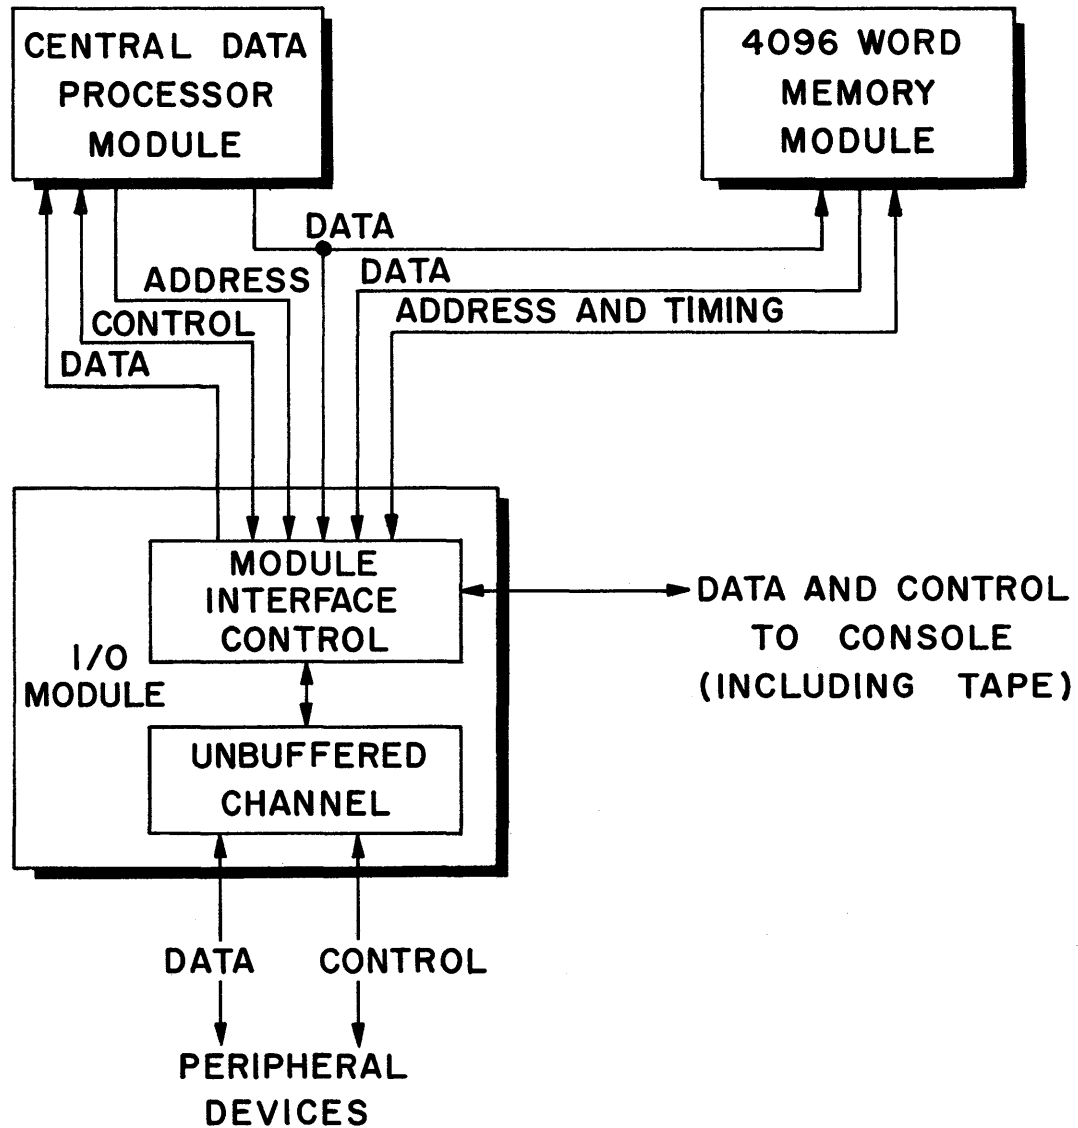 CENTRAL DATA
PROCESSOR
MODULE
4096 WORD
MEMORY
MODULE
DATA
DATA
ADDRESS
ADDRESS AND TIMING
CONTROL
DATA
MODULE
INTERFACE
CONTROL
I/O
MODULE
DATA AND CONTROL
TO CONSOLE
(INCLUDING TAPE)
UNBUFFERED
CHANNEL
DATA
CONTROL
PERIPHERAL
DEVICES